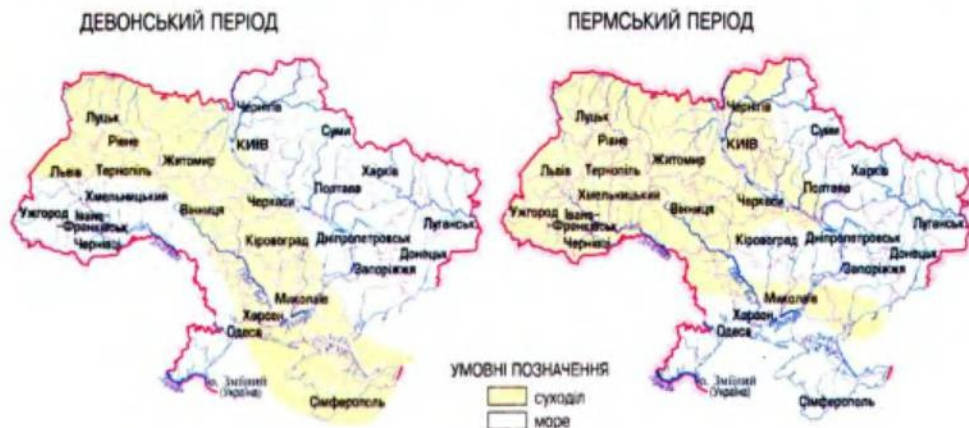 ДЕВОНСЬКИЙ ПЕРІОД
Луцьк
Рівне
Львів
Тернопіль
Житомир
Чернігів
КИЇВ
Суми
Харків
Полтава
Хмельницький
Ужгород
Івано-
-Франківськ
Чернівці
Вінниця
Черкаси
Кіровоград
Дніпропетровськ
Луганськ
Донецьк
Запоріжжя
Миколаїв
Херсон
Одеса
о. Зміїний
(Україна)
Сімферополь
ПЕРМСЬКИЙ ПЕРІОД
Луцьк
Рівне
Львів
Тернопіль
Житомир
Чернігів
КИЇВ
Суми
Харків
Полтава
Хмельницький
Ужгород
Івано-
-Франківськ
Чернівці
Вінниця
Черкаси
Кіровоград
Дніпропетровськ
Луганськ
Донецьк
Запоріжжя
Миколаїв
Херсон
Одеса
о. Зміїний
(Україна)
Сімферополь
УМОВНІ ПОЗНАЧЕННЯ
суходіл
море